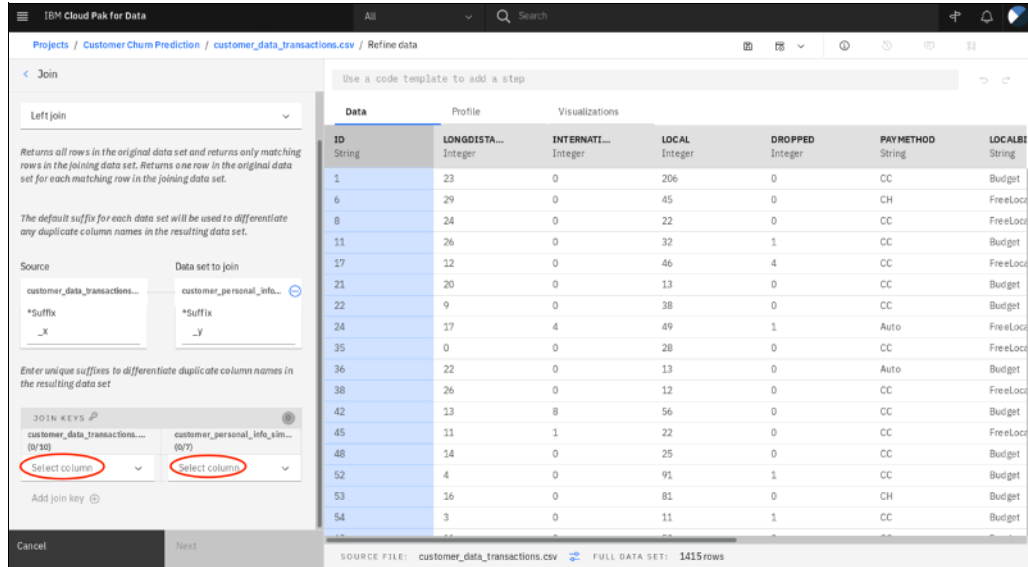 IBM Cloud Pak for Data
All
Search
Projects / Customer Churn Prediction / customer_data_transactions.csv / Refine data
Join
Left join
Returns all rows in the original data set and returns only matching
rows in the joining data set. Returns one row in the original data
set for each matching row in the joining data set.
The default suffix for each data set will be used to differentiate
any duplicate column names in the resulting data set.
Source Data set to join
customer_data_transactions... customer_personal_info...
*Suffix *Suffix
_x _y
Enter unique suffixes to differentiate duplicate column names in
the resulting data set
JOIN KEYS
customer_data_transactions.... customer_personal_info_sim...
(0/10) (0/7)
Select column Select column
Add join key
Cancel Next
Use a code template to add a step
Data Profile Visualizations
ID LONGDISTA... INTERNATI... LOCAL DROPPED PAYMETHOD LOCALBI
String Integer Integer Integer Integer String String
1 23 0 206 0 CC Budget
6 29 0 45 0 CH FreeLoca
8 24 0 22 0 CC FreeLoca
11 26 0 32 1 CC Budget
17 12 0 46 4 CC FreeLoca
21 20 0 13 0 CC Budget
22 9 0 38 0 CC Budget
24 17 4 49 1 Auto FreeLoca
35 0 0 28 0 CC FreeLoca
36 22 0 13 0 Auto Budget
38 26 0 12 0 CC FreeLoca
42 13 8 56 0 CC Budget
45 11 1 22 0 CC FreeLoca
48 14 0 25 0 CC Budget
52 4 0 91 1 CC Budget
53 16 0 81 0 CH Budget
54 3 0 11 1 CC Budget
SOURCE FILE: customer_data_transactions.csv FULL DATA SET: 1415 rows